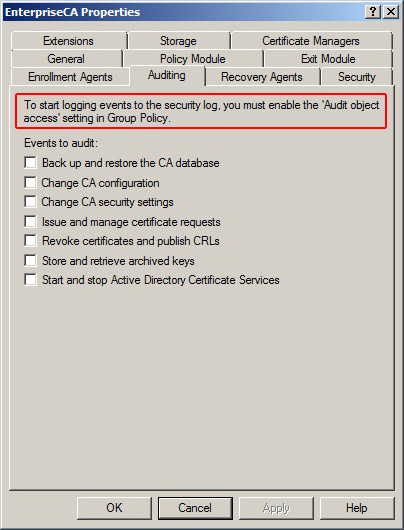 EnterpriseCA Properties
Extensions Storage Certificate Managers
General Policy Module Exit Module
Enrollment Agents Auditing Recovery Agents Security
To start logging events to the security log, you must enable the 'Audit object
access' setting in Group Policy.
Events to audit:
Back up and restore the CA database
Change CA configuration
Change CA security settings
Issue and manage certificate requests
Revoke certificates and publish CRLs
Store and retrieve archived keys
Start and stop Active Directory Certificate Services
OK Cancel Apply Help